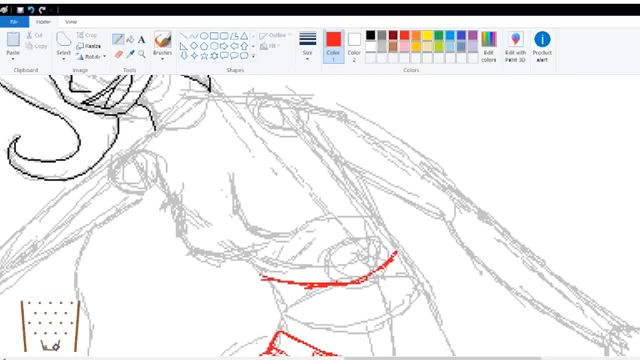 File Home View
Paste
Cut
Copy
Clipboard
Select
Crop
Resize
Rotate
Image
Tools
Brushes
Shapes
Outline
Fill
Size
Color 1
Color 2
Colors
Edit colors
Edit with Paint 3D
Product alert